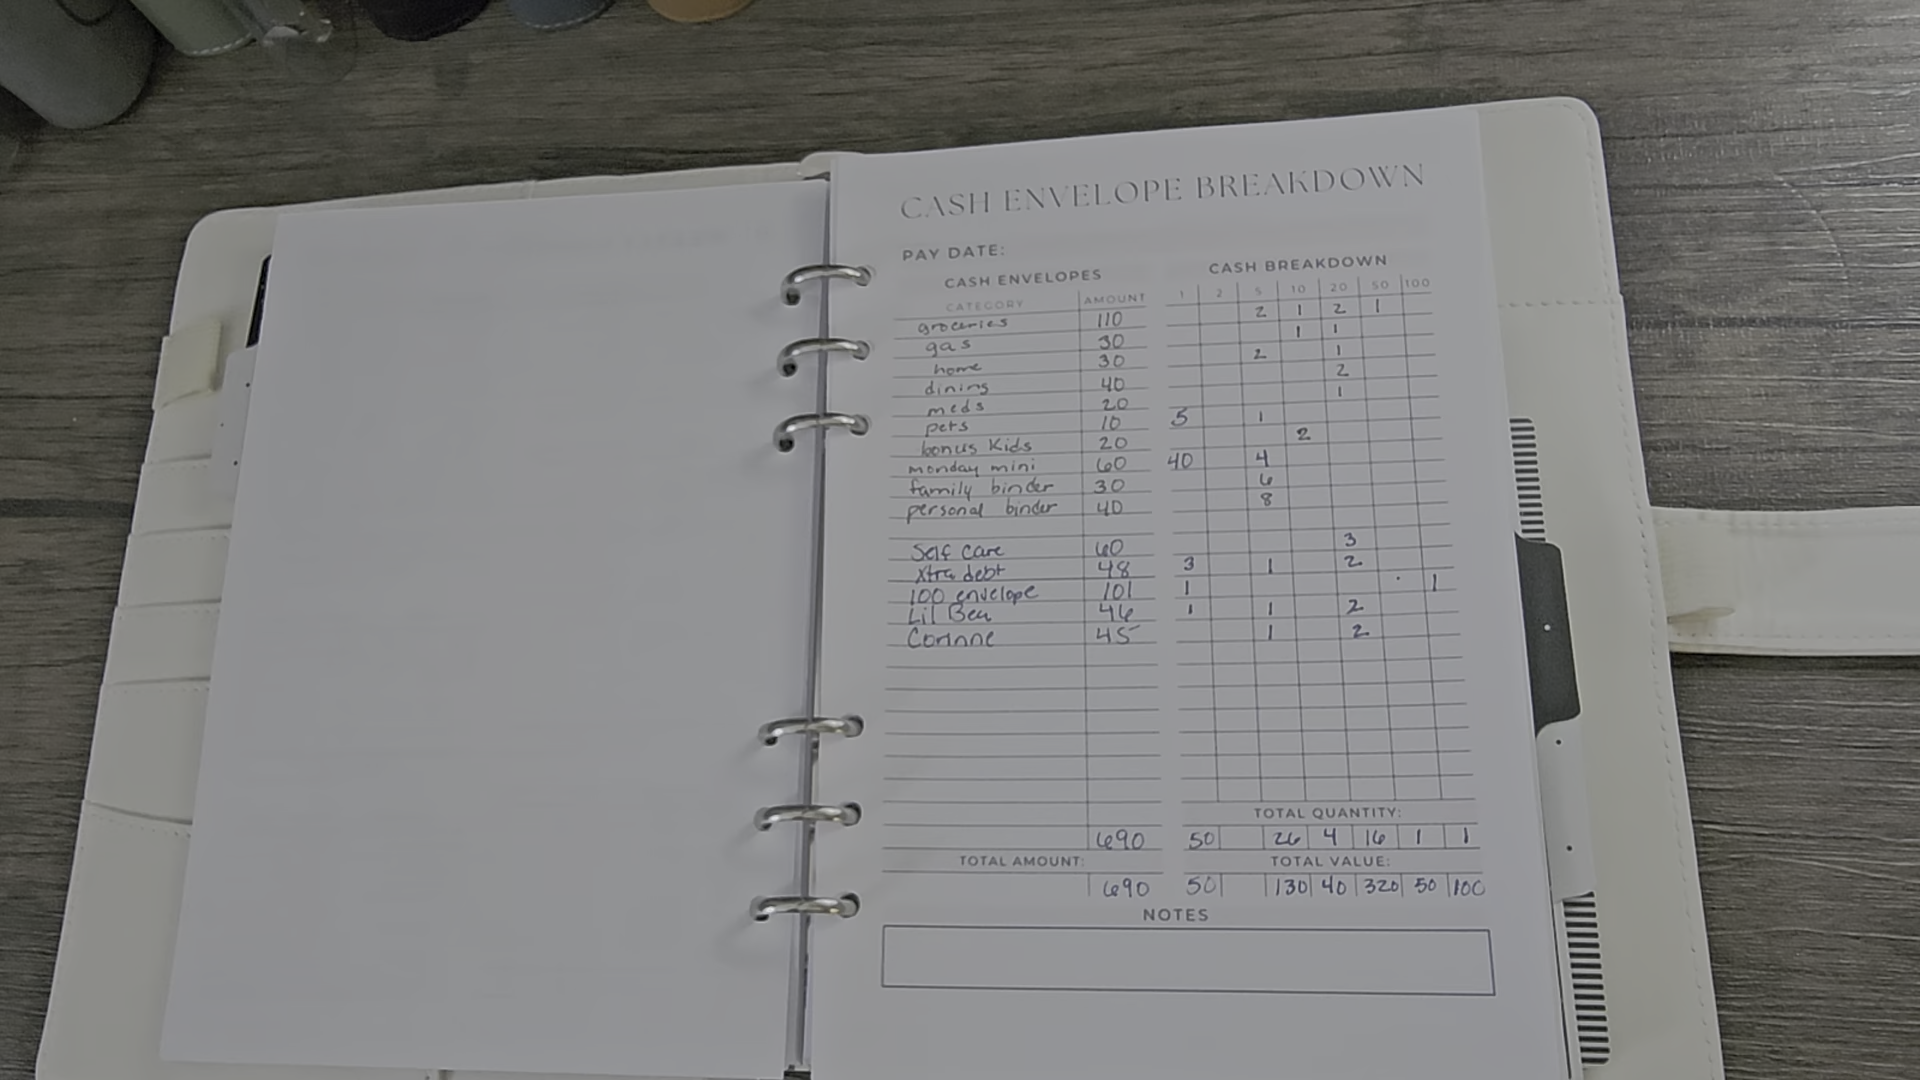 CASH ENVELOPE BREAKDOWN
PAY DATE:
CASH ENVELOPES CASH BREAKDOWN
CATEGORY AMOUNT 1 2 5 10 20 50 100
groceries 110 2 1 2 1
gas 30 1 1
home 30 2 1
dining 40 2
meds 20 1
pets 10 5 1
bonus Kids 20 2
monday mini 60 40 4
family binder 30 6
personal binder 40 8
Self Care 60 3
Xtra debt 48 3 1 2
100 envelope 101 1 1
Lil Bea 46 1 1 2
Corinne 45 1 2
TOTAL QUANTITY:
690 50 26 4 16 1 1
TOTAL AMOUNT: TOTAL VALUE:
690 50 130 40 320 50 100
NOTES